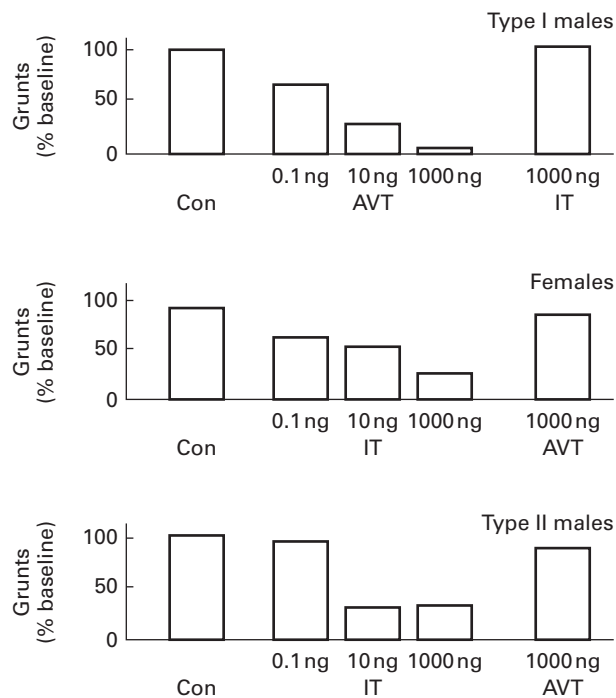 Type I males
Grunts
(% baseline)
100
50
0
0.1 ng 10 ng 1000 ng 1000 ng
Con AVT IT
Females
Grunts
(% baseline)
100
50
0
0.1 ng 10 ng 1000 ng 1000 ng
Con IT AVT
Type II males
Grunts
(% baseline)
100
50
0
0.1 ng 10 ng 1000 ng 1000 ng
Con IT AVT